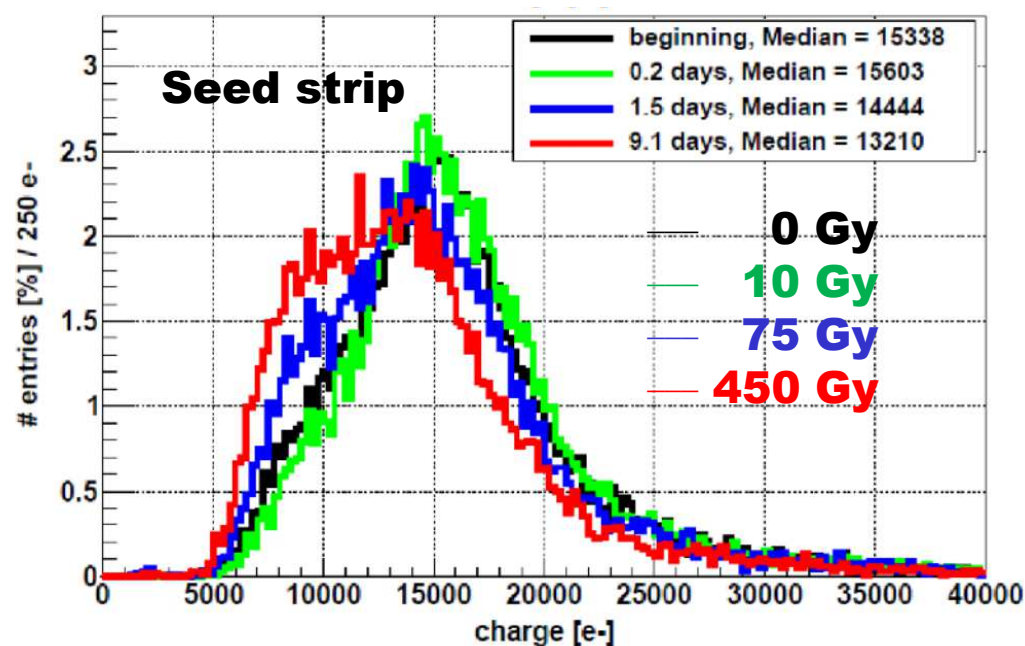 beginning, Median = 15338
0.2 days, Median = 15603
1.5 days, Median = 14444
9.1 days, Median = 13210
Seed strip
0 Gy
10 Gy
75 Gy
450 Gy
# entries [%] / 250 e-
3
2.5
2
1.5
1
0.5
0
0 5000 10000 15000 20000 25000 30000 35000 40000
charge [e-]